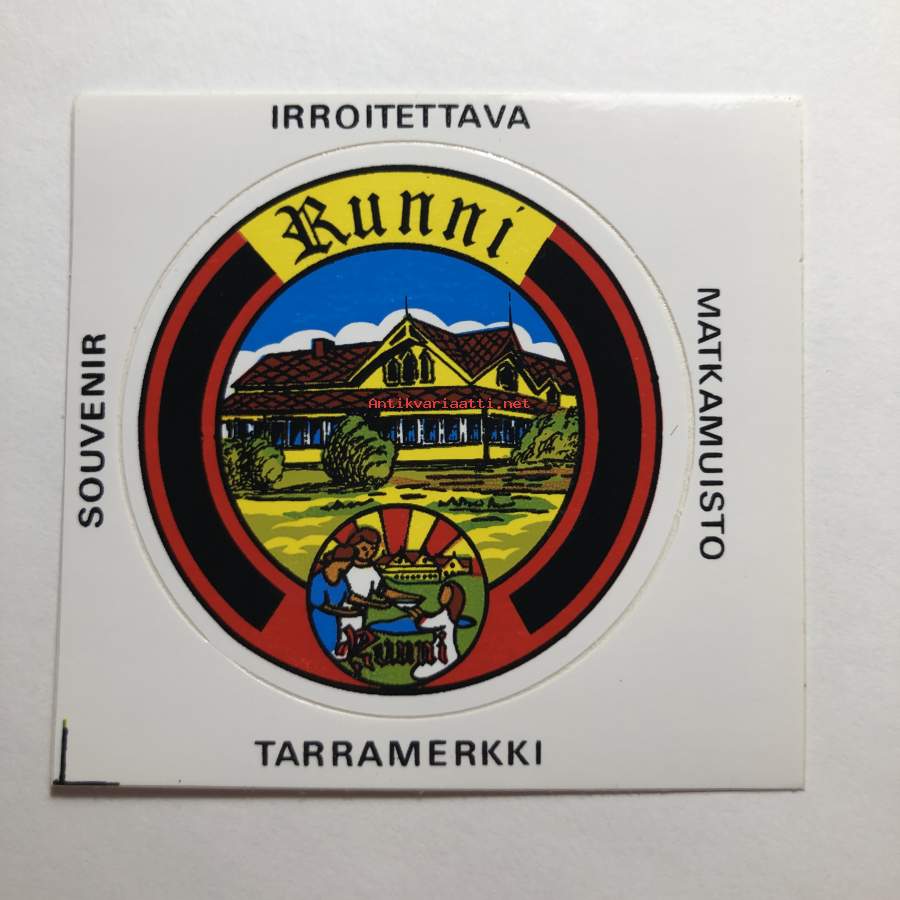 IRROITETTAVA
Runni
SOUVENIR
MATKAMUISTO
Antikvariaatti.net
Runni
TARRAMERKKI